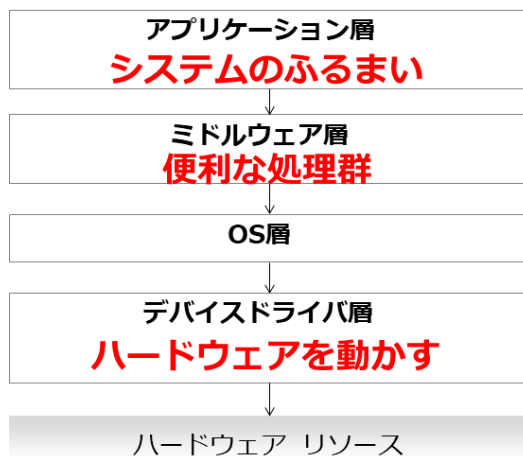 アプリケーション層
システムのふるまい
ミドルウェア層
便利な処理群
OS層
デバイスドライバ層
ハードウェアを動かす
ハードウェア リソース